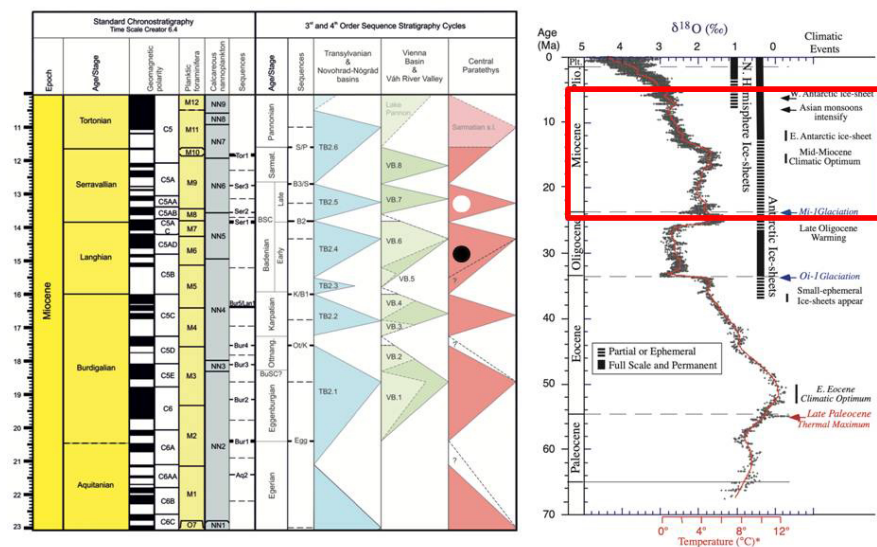 Standard Chronostratigraphy
Time Scale Creator 6.4
3rd and 4th Order Sequence Stratigraphy Cycles
Epoch
Age/Stage
Geomagnetic polarity
Planktic foraminifera
Calcareous nannoplankton
Sequences
Age/Stage
Sequences
Transylvanian & Novohrad-Nógrád basins
Vienna Basin & Váh River Valley
Central Paratethys
11
12
13
14
15
16
17
18
19
20
21
22
23
Miocene
Tortonian
Serravallian
Langhian
Burdigalian
Aquitanian
C5
C5A
C5AA
C5AB
C5A C
C5AD
C5B
C5C
C5D
C5E
C6
C6A
C6AA
C6B
C6C
M12
M11
M10
M9
M8
M7
M6
M5
M4
M3
M2
M1
O7
NN9
NN8
NN7
NN6
NN5
NN4
NN3
NN2
NN1
Tor1
Ser3
Ser2
Ser1
Bur5/Lan1
Bur4
Bur3
Bur2
Bur1
Aq2
Pannonian
Sarmat.
BSC
Late
Badenian
Early
Karpatian
Ottnang.
BuSC?
Eggenburgian
Egerian
S/P
B3/S
B2
K/B1
Ot/K
Egg
TB2.6
TB2.5
TB2.4
TB2.3
TB2.2
TB2.1
Lake Pannon
VB.8
VB.7
VB.6
VB.5
VB.4
VB.3
VB.2
VB.1
Sarmatian s.l.
?
?
?
Age
(Ma)
δ18O (‰)
Climatic
Events
5
4
3
2
1
0
0
10
20
30
40
50
60
70
Plt.
Plio.
Miocene
Oligocene
Eocene
Paleocene
N. Hemisphere Ice-sheets
Antarctic Ice-sheets
W. Antarctic ice-sheet
Asian monsoons
intensify
E. Antarctic ice-sheet
Mid-Miocene
Climatic Optimum
Mi-1Glaciation
Late Oligocene
Warming
Oi-1Glaciation
Small-ephemeral
Ice-sheets appear
Partial or Ephemeral
Full Scale and Permanent
E. Eocene
Climatic Optimum
Late Paleocene
Thermal Maximum
0° 4° 8° 12°
Temperature (°C)*